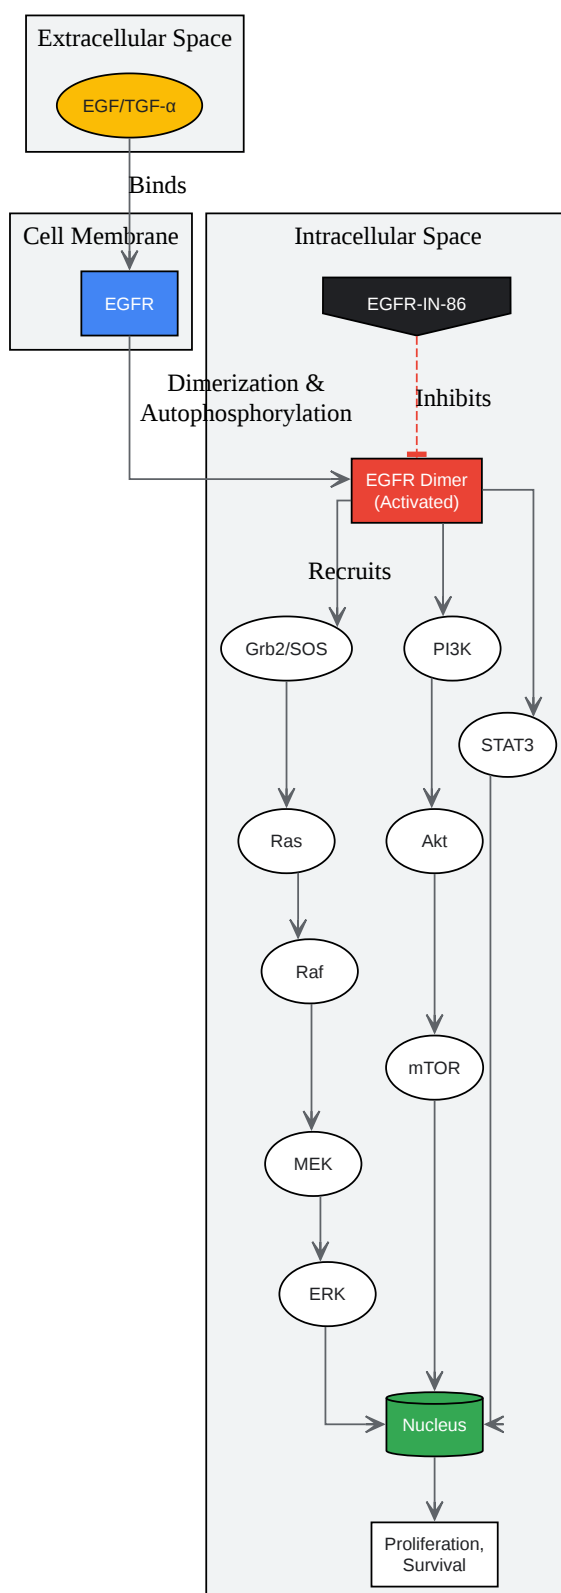 Extracellular Space
EGF/TGF-α
Binds
Cell Membrane
Intracellular Space
EGFR
EGFR-IN-86
Dimerization &
Autophosphorylation
Inhibits
EGFR Dimer
(Activated)
Recruits
Grb2/SOS
PI3K
STAT3
Ras
Akt
Raf
mTOR
MEK
ERK
Nucleus
Proliferation,
Survival